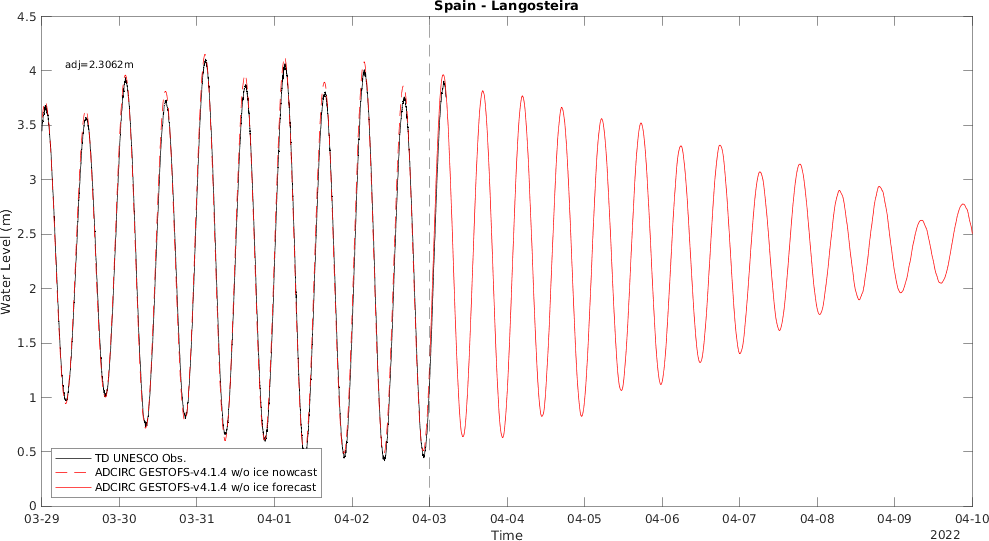 Spain - Langosteira
4.5
adj=2.3062m
4
3.5
3
2.5
2
1.5
1
0.5
0
Water Level (m)
TD UNESCO Obs.
ADCIRC GESTOFS-v4.1.4 w/o ice nowcast
ADCIRC GESTOFS-v4.1.4 w/o ice forecast
03-29 03-30 03-31 04-01 04-02 04-03 04-04 04-05 04-06 04-07 04-08 04-09 04-10
Time
2022